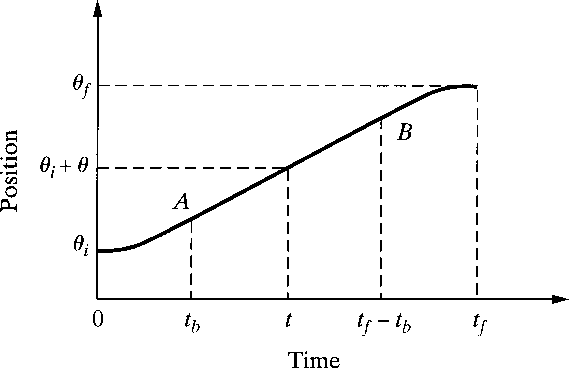 θf
θi + θ
θi
Position
A
B
0
tb
t
tf − tb
tf
Time